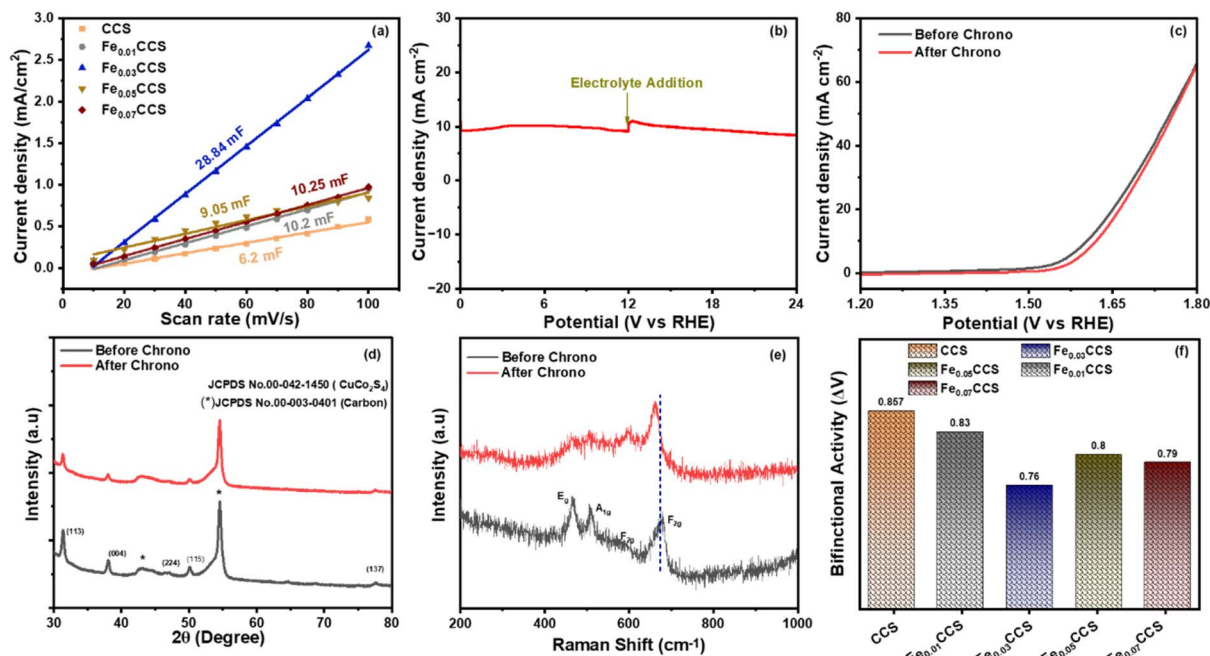 (a)
CCS
Fe0.01CCS
Fe0.03CCS
Fe0.05CCS
Fe0.07CCS
28.84 mF
9.05 mF
10.25 mF
10.2 mF
6.2 mF
Current density (mA/cm²)
3.0
2.5
2.0
1.5
1.0
0.5
0.0
0 20 40 60 80 100
Scan rate (mV/s)
(b)
Electrolyte Addition
Current density (mA cm⁻²)
30
20
10
0
−10
−20
0 6 12 18 24
Potential (V vs RHE)
(c)
Before Chrono
After Chrono
Current density (mA cm⁻²)
80
60
40
20
0
1.20 1.35 1.50 1.65 1.80
Potential (V vs RHE)
(d)
Before Chrono
After Chrono
JCPDS No.00-042-1450 ( CuCo₂S₄)
(*)JCPDS No.00-003-0401 (Carbon)
*
(113)
(004)
*
(224)
(115)
(137)
Intensity (a.u)
30 40 50 60 70 80
2θ (Degree)
(e)
Before Chrono
After Chrono
Eg
A1g
F2g
F2g
Intensity (a.u
200 400 600 800 1000
Raman Shift (cm⁻¹)
(f)
CCS
Fe0.03CCS
Fe0.05CCS
Fe0.01CCS
Fe0.07CCS
0.857
0.83
0.76
0.8
0.79
Bifinctional Activity (ΔV)
CCS
Fe0.01CCS
Fe0.03CCS
Fe0.05CCS
Fe0.07CCS